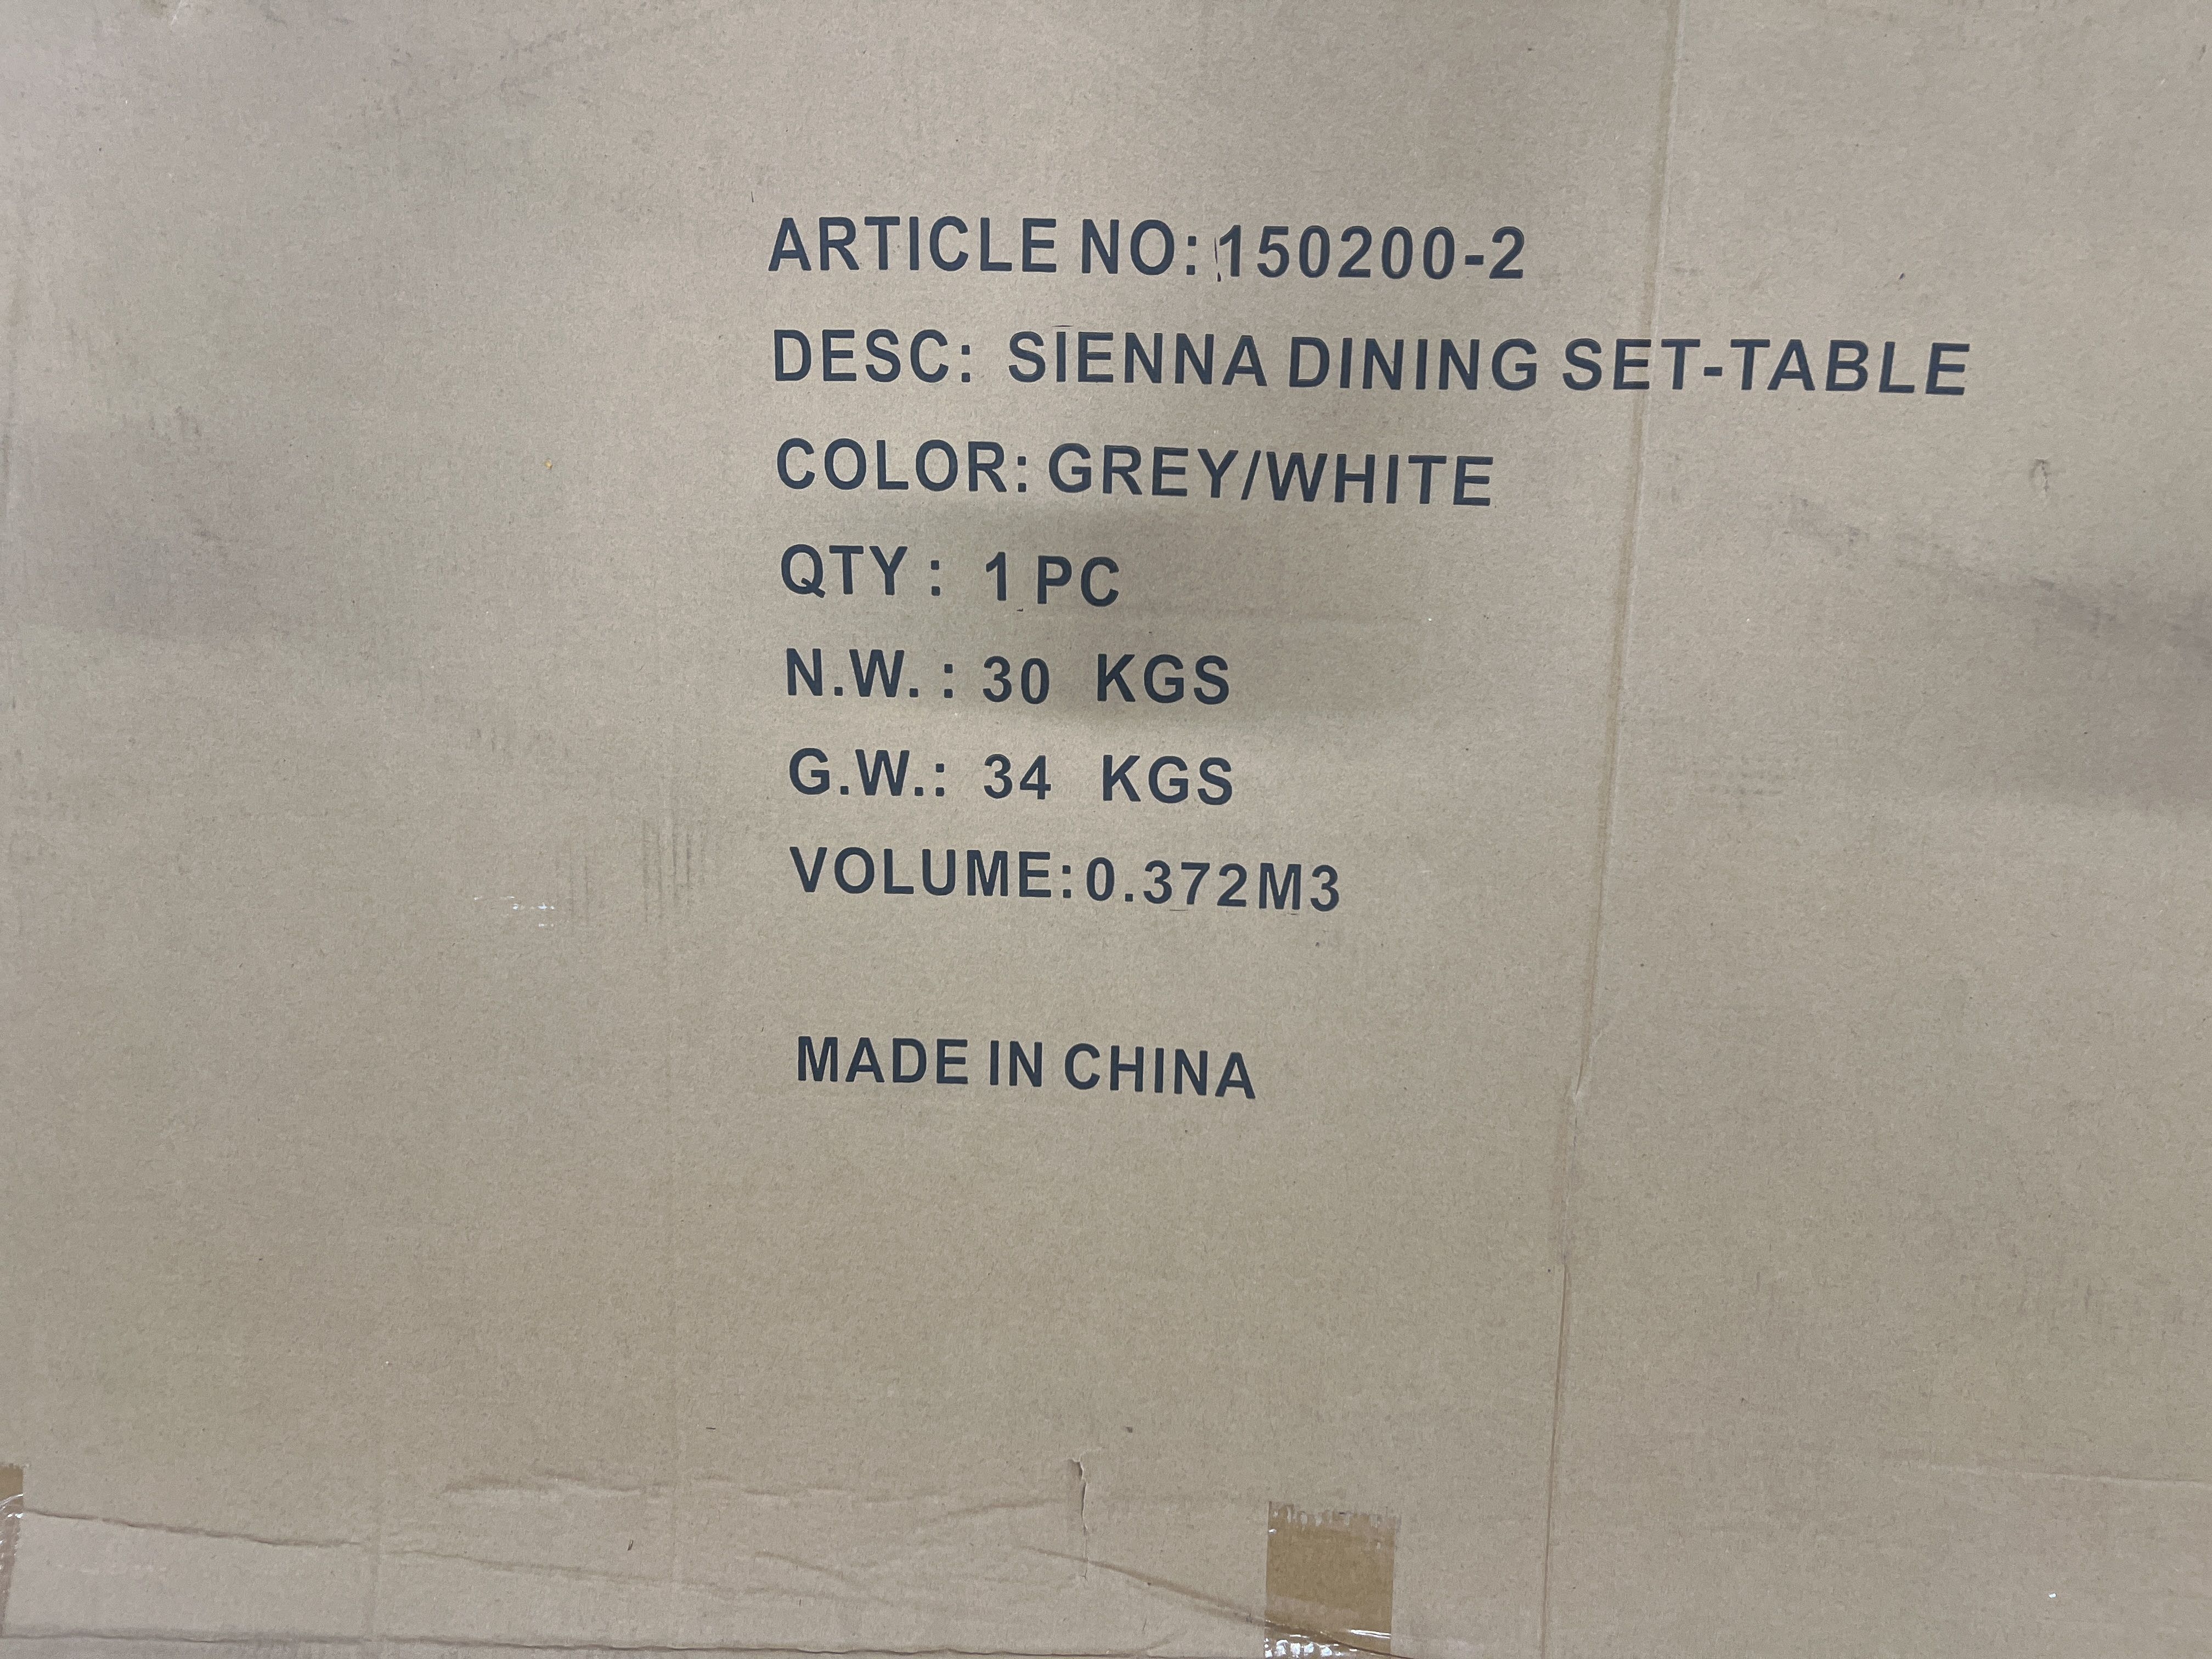 ARTICLE NO: 150200-2
DESC: SIENNA DINING SET-TABLE
COLOR: GREY/WHITE
QTY : 1 PC
N.W. : 30 KGS
G.W.: 34 KGS
VOLUME:0.372M3
MADE IN CHINA